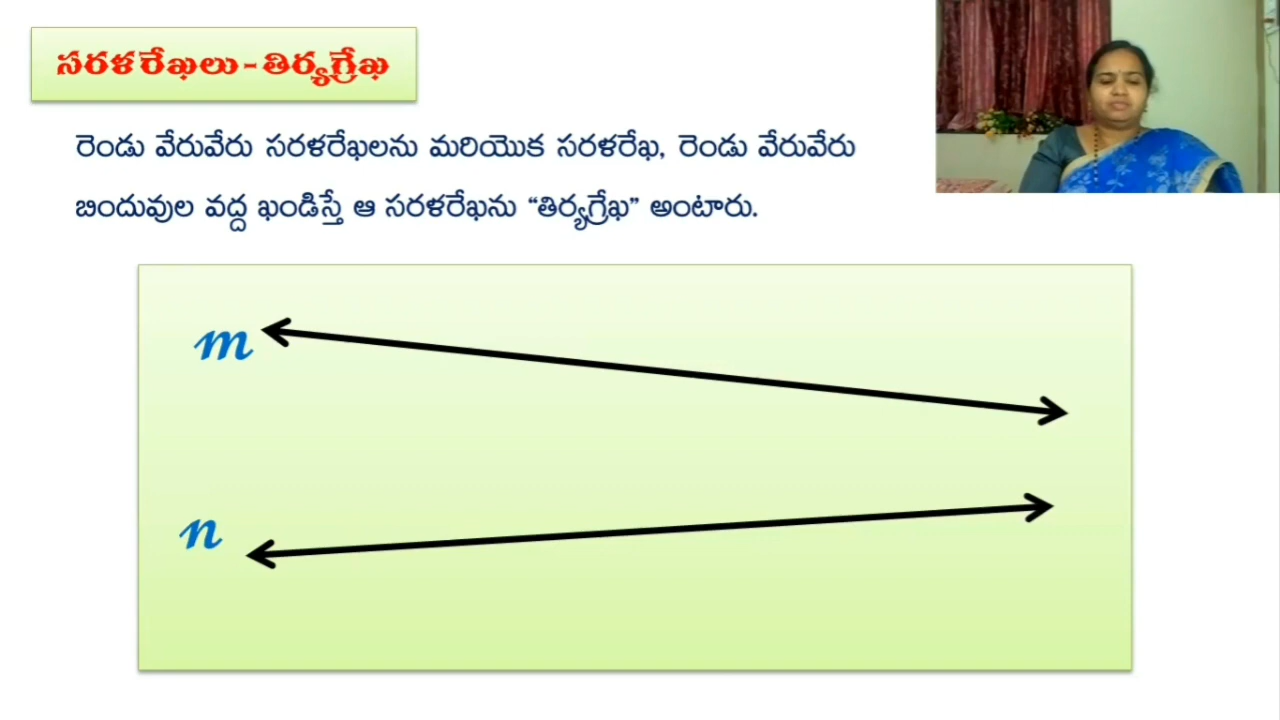 సరళరేఖలు - తిర్యగ్రేఖ
రెండు వేరువేరు సరళరేఖలను మరియొక సరళరేఖ, రెండు వేరువేరు
బిందువుల వద్ద ఖండిస్తే ఆ సరళరేఖను “తిర్యగ్రేఖ” అంటారు.
m
n